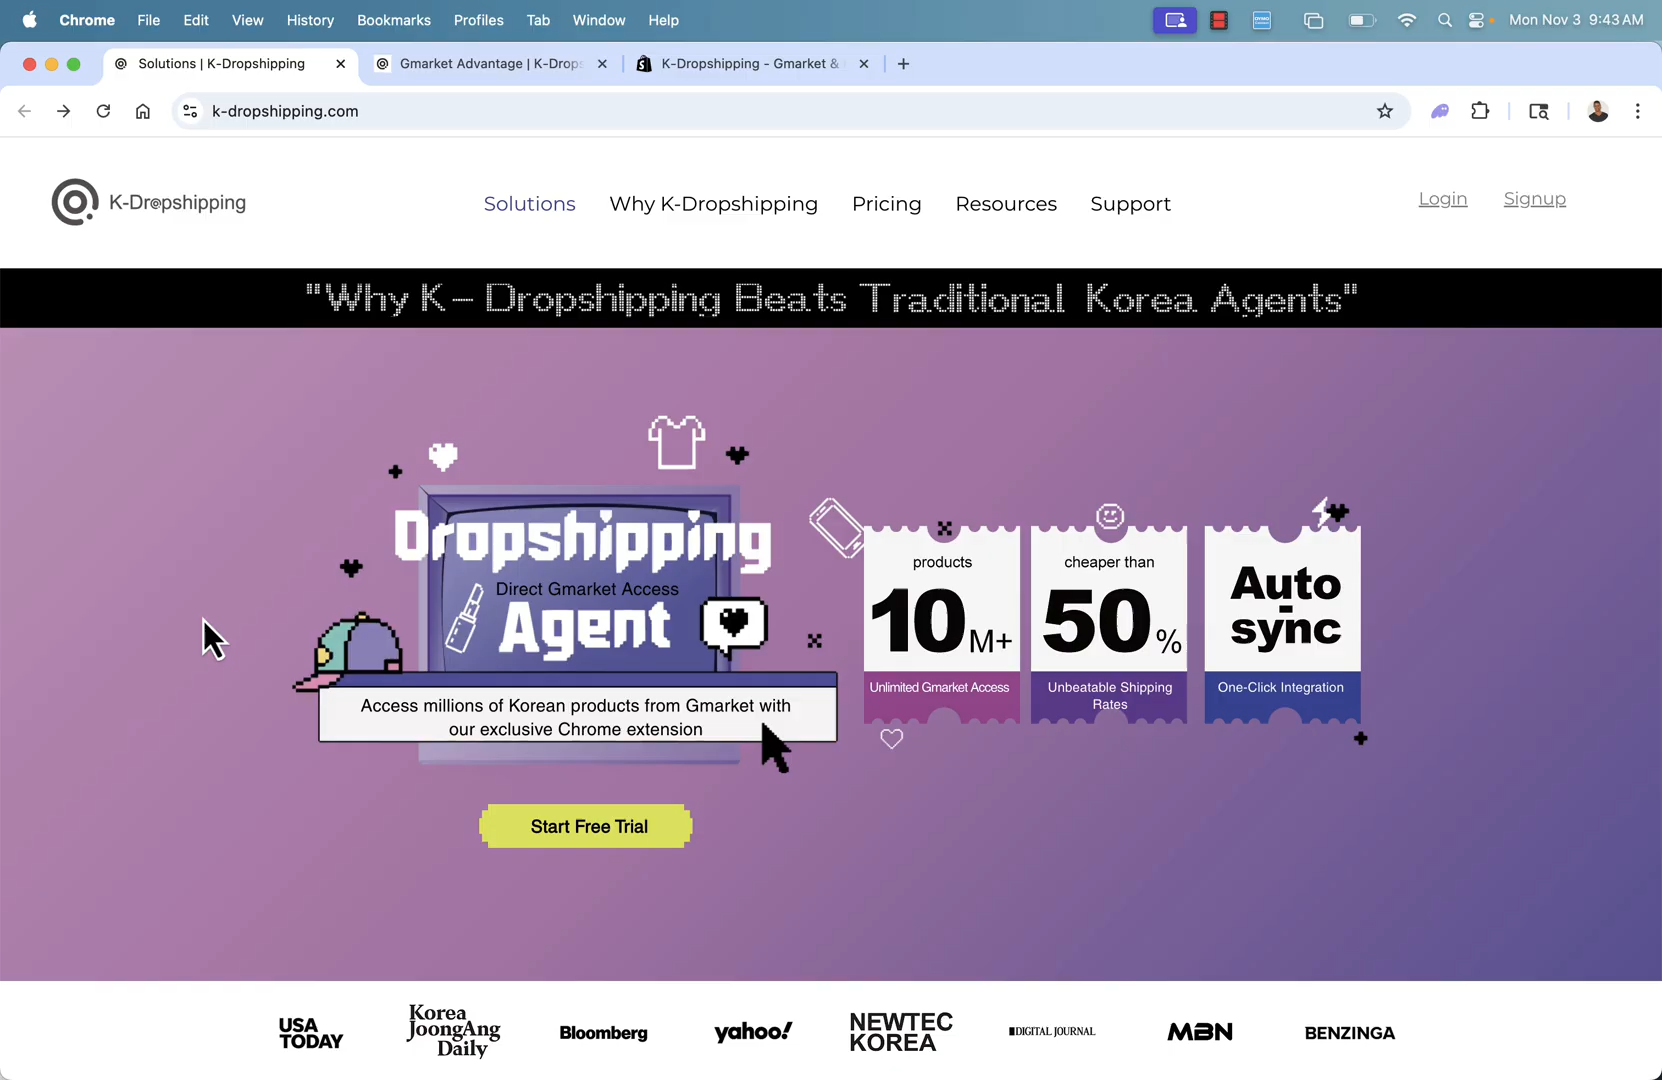 Chrome File Edit View History Bookmarks Profiles Tab Window Help
Mon Nov 3 9:43 AM
Solutions | K-Dropshipping
Gmarket Advantage | K-Drops
K-Dropshipping - Gmarket &
k-dropshipping.com
K-Dropshipping
Solutions Why K-Dropshipping Pricing Resources Support
Login Signup
"Why K- Dropshipping Beats Traditional Korea Agents"
Dropshipping
Direct Gmarket Access
Agent
Access millions of Korean products from Gmarket with
our exclusive Chrome extension
Start Free Trial
products
10M+
Unlimited Gmarket Access
cheaper than
50%
Unbeatable Shipping
Rates
Auto
-
sync
One-Click Integration
USA
TODAY
Korea
JoongAng
Daily
Bloomberg
yahoo!
NEWTEC
KOREA
DIGITAL JOURNAL
MBN
BENZINGA